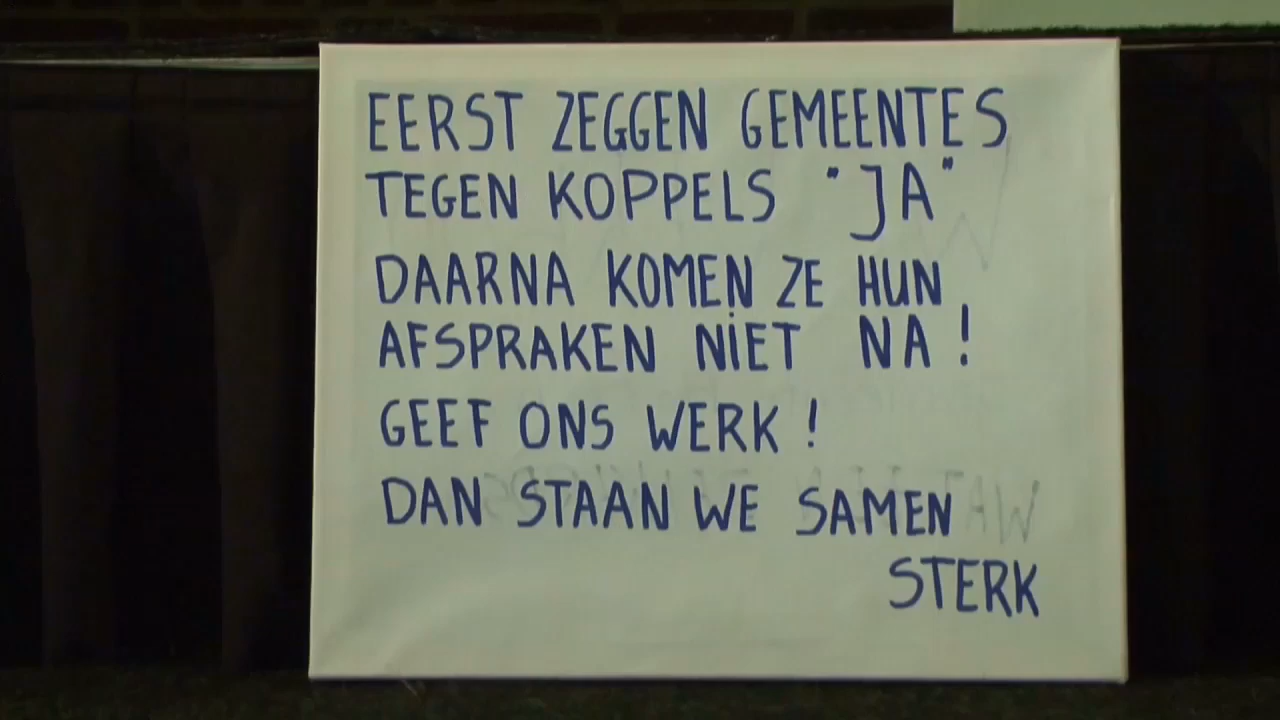 EERST ZEGGEN GEMEENTES
TEGEN KOPPELS "JA"
DAARNA KOMEN ZE HUN
AFSPRAKEN NIET NA!
GEEF ONS WERK!
DAN STAAN WE SAMEN
STERK